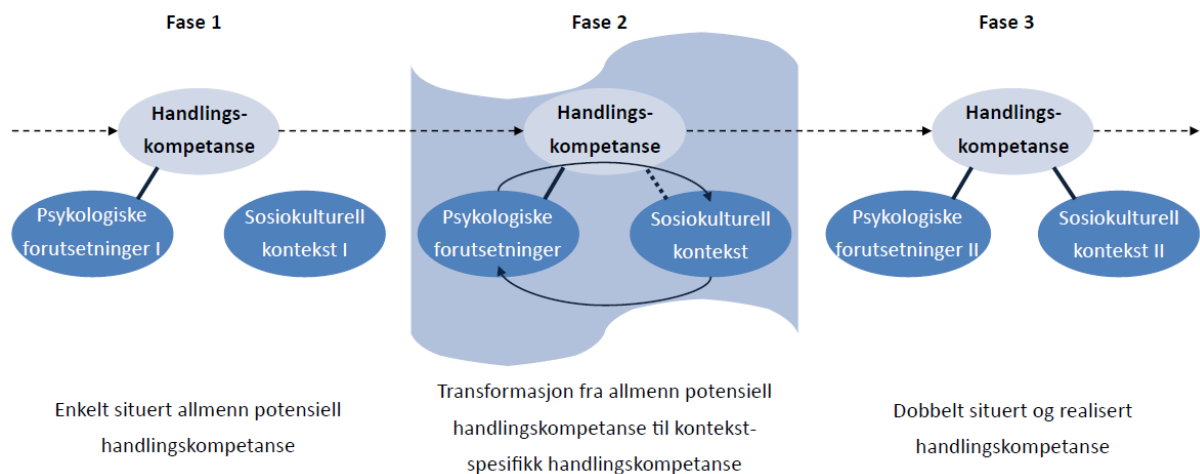 Fase 1
Fase 2
Fase 3
Handlings-
kompetanse
Psykologiske
forutsetninger I
Sosiokulturell
kontekst I
Handlings-
kompetanse
Psykologiske
forutsetninger
Sosiokulturell
kontekst
Handlings-
kompetanse
Psykologiske
forutsetninger II
Sosiokulturell
kontekst II
Enkelt situert allmenn potensiell
handlingskompetanse
Transformasjon fra allmenn potensiell
handlingskompetanse til kontekst-
spesifikk handlingskompetanse
Dobbelt situert og realisert
handlingskompetanse